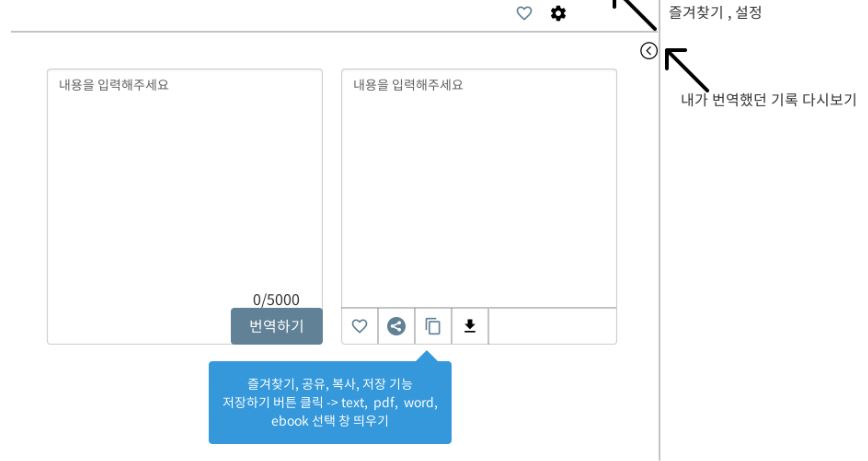 즐겨찾기 , 설정
내용을 입력해주세요
내용을 입력해주세요
내가 번역했던 기록 다시보기
0/5000
번역하기
즐겨찾기, 공유, 복사, 저장 기능
저장하기 버튼 클릭 -> text, pdf, word,
ebook 선택 창 띄우기